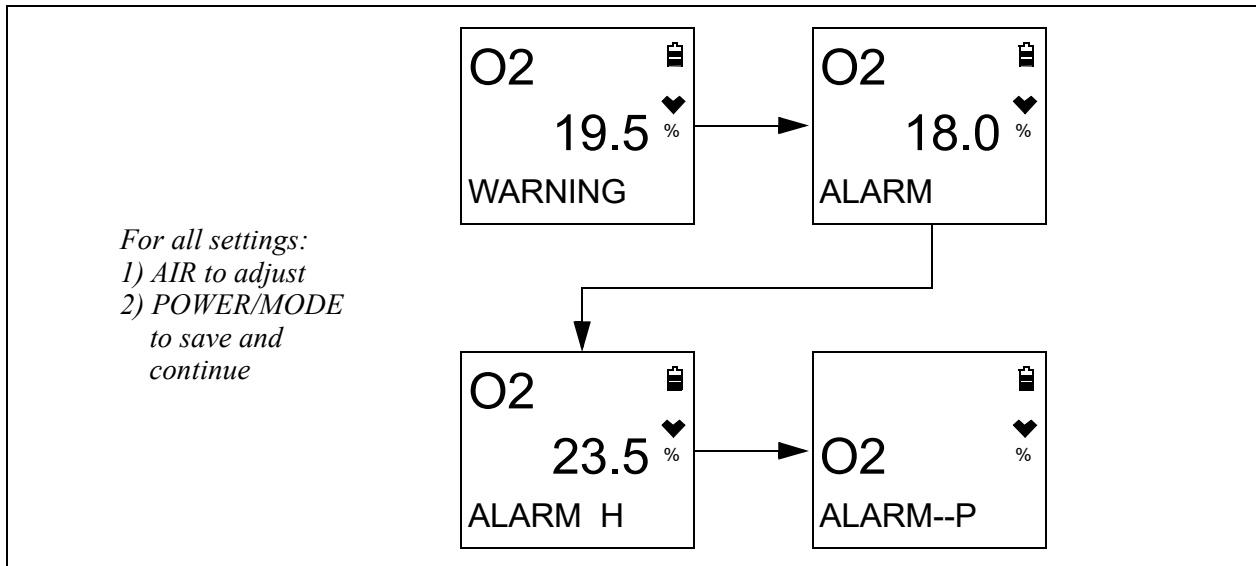 O2
19.5 %
WARNING
O2
18.0 %
ALARM
For all settings:
1) AIR to adjust
2) POWER/MODE
to save and
continue
O2
23.5 %
ALARM H
O2
%
ALARM--P